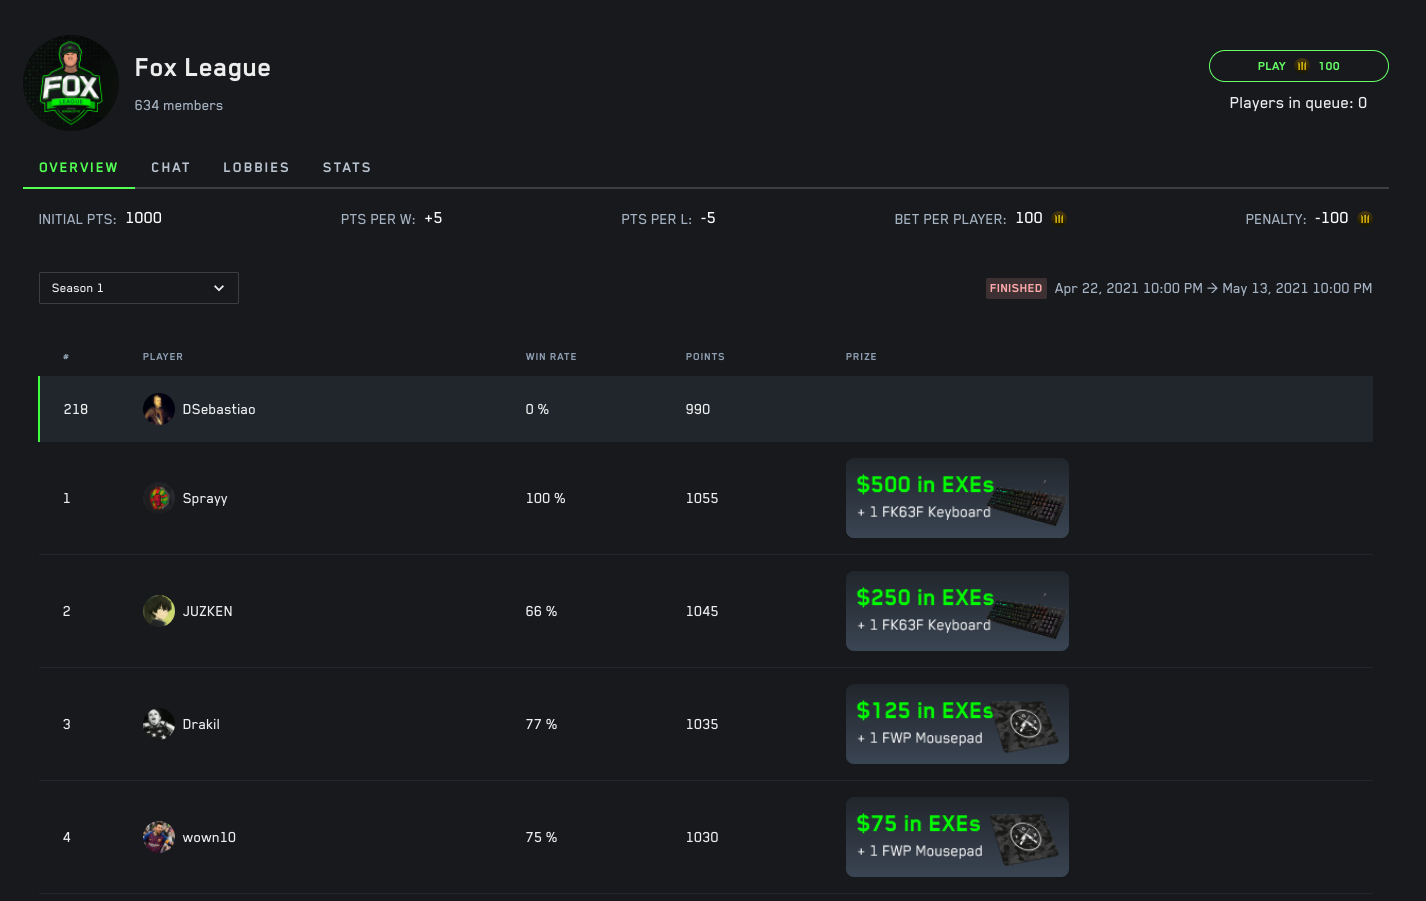 FOX
LEAGUE
Fox League
634 members
PLAY 100
Players in queue: 0
OVERVIEW CHAT LOBBIES STATS
INITIAL PTS: 1000 PTS PER W: +5 PTS PER L: -5 BET PER PLAYER: 100 PENALTY: -100
Season 1 FINISHED Apr 22, 2021 10:00 PM → May 13, 2021 10:00 PM
# PLAYER WIN RATE POINTS PRIZE
218 DSebastiao 0 % 990
1 Sprayy 100 % 1055
$500 in EXEs
+ 1 FK63F Keyboard
2 JUZKEN 66 % 1045
$250 in EXEs
+ 1 FK63F Keyboard
3 Drakil 77 % 1035
$125 in EXEs
+ 1 FWP Mousepad
4 wown10 75 % 1030
$75 in EXEs
+ 1 FWP Mousepad